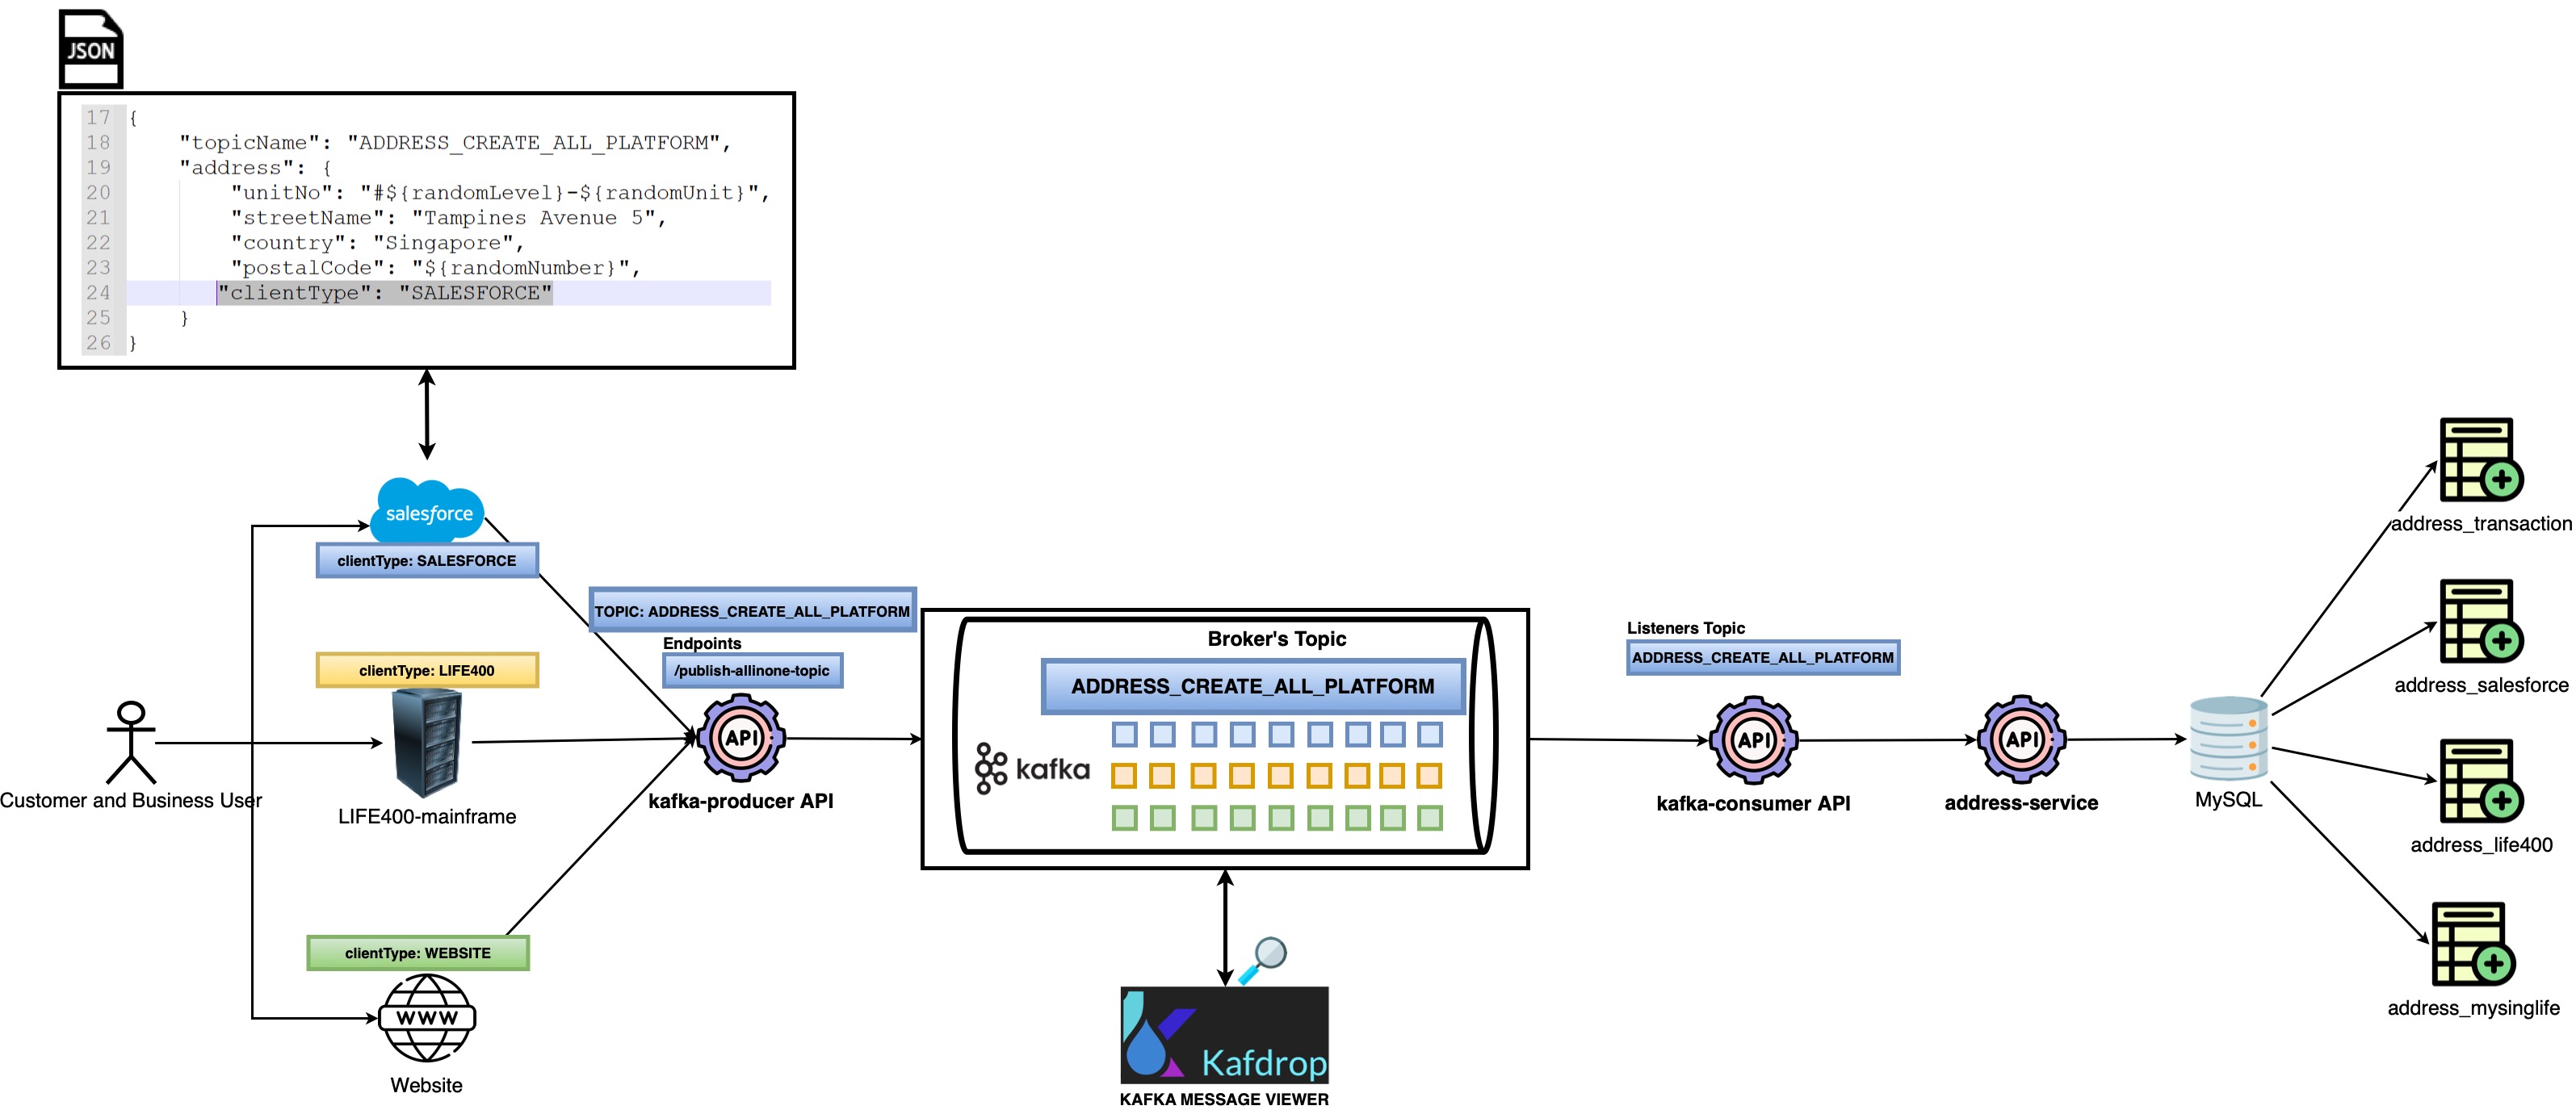 JSON
17 {
18 "topicName": "ADDRESS_CREATE_ALL_PLATFORM",
19 "address": {
20 "unitNo": "#${randomLevel}-${randomUnit}",
21 "streetName": "Tampines Avenue 5",
22 "country": "Singapore",
23 "postalCode": "${randomNumber}",
24 "clientType": "SALESFORCE"
25 }
26 }
salesforce
clientType: SALESFORCE
clientType: LIFE400
LIFE400-mainframe
Customer and Business User
clientType: WEBSITE
WWW
Website
TOPIC: ADDRESS_CREATE_ALL_PLATFORM
Endpoints
/publish-allinone-topic
API
kafka-producer API
Broker's Topic
ADDRESS_CREATE_ALL_PLATFORM
kafka
Kafdrop
KAFKA MESSAGE VIEWER
Listeners Topic
ADDRESS_CREATE_ALL_PLATFORM
API
kafka-consumer API
API
address-service
MySQL
address_transaction
address_salesforce
address_life400
address_mysinglife